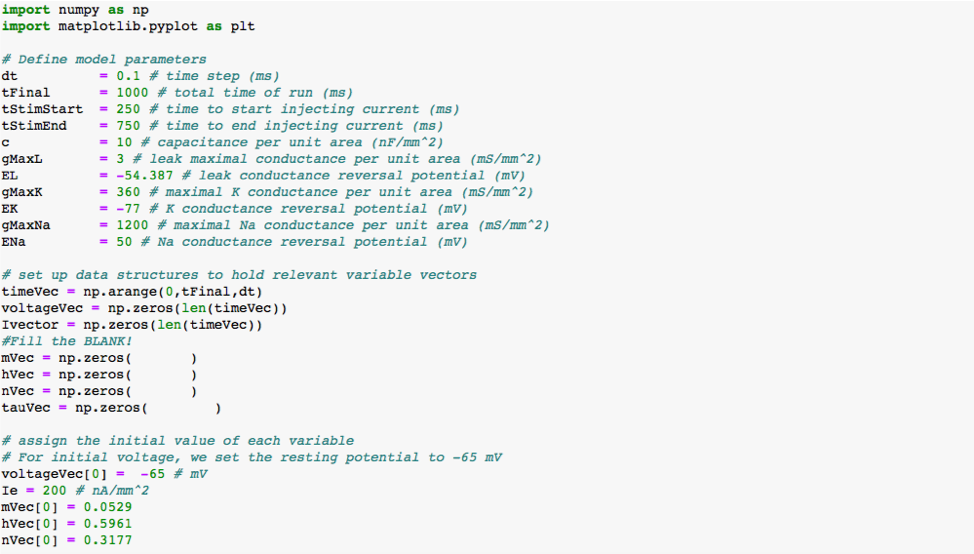 import numpy as np
import matplotlib.pyplot as plt
# Define model parameters
dt = 0.1 # time step (ms)
tFinal = 1000 # total time of run (ms)
tStimStart = 250 # time to start injecting current (ms)
tStimEnd = 750 # time to end injecting current (ms)
c = 10 # capacitance per unit area (nF/mm^2)
gMaxL = 3 # leak maximal conductance per unit area (mS/mm^2)
EL = -54.387 # leak conductance reversal potential (mV)
gMaxK = 360 # maximal K conductance per unit area (mS/mm^2)
EK = -77 # K conductance reversal potential (mV)
gMaxNa = 1200 # maximal Na conductance per unit area (mS/mm^2)
ENa = 50 # Na conductance reversal potential (mV)
# set up data structures to hold relevant variable vectors
timeVec = np.arange(0,tFinal,dt)
voltageVec = np.zeros(len(timeVec))
Ivector = np.zeros(len(timeVec))
#Fill the BLANK!
mVec = np.zeros( )
hVec = np.zeros( )
nVec = np.zeros( )
tauVec = np.zeros( )
# assign the initial value of each variable
# For initial voltage, we set the resting potential to -65 mV
voltageVec[0] = -65 # mV
Ie = 200 # nA/mm^2
mVec[0] = 0.0529
hVec[0] = 0.5961
nVec[0] = 0.3177